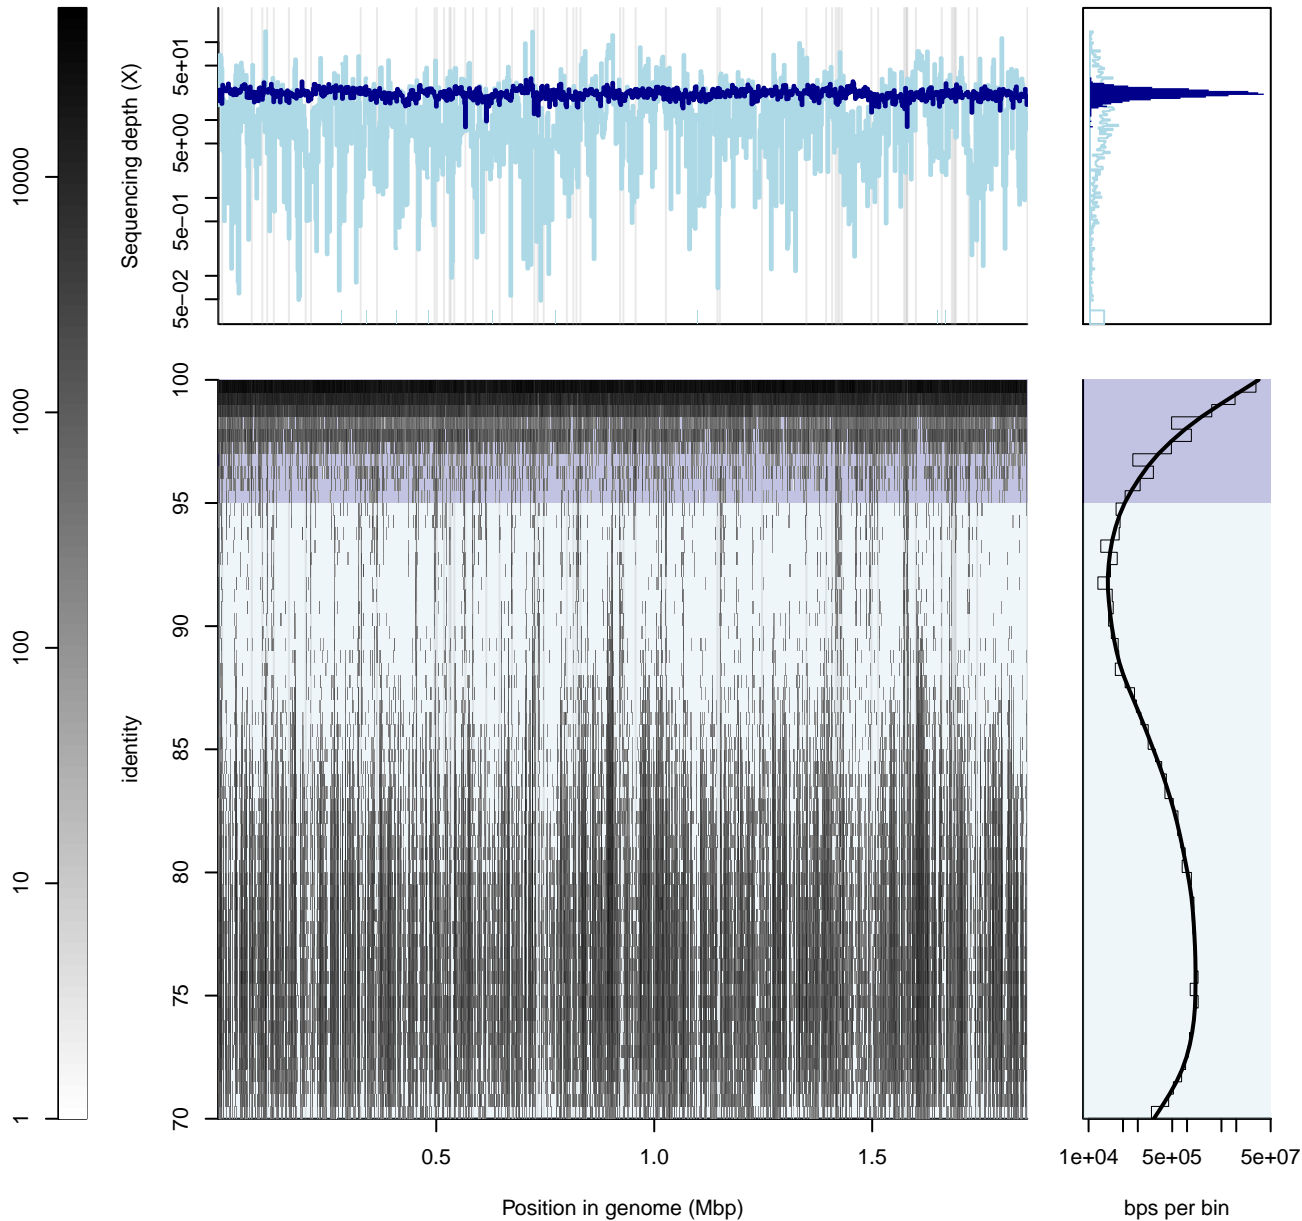 10000
1000
100
10
1
Sequencing depth (X)
5e+01
5e+00
5e−01
5e−02
identity
100
95
90
85
80
75
70
0.5
1.0
1.5
Position in genome (Mbp)
1e+04
5e+05
5e+07
bps per bin